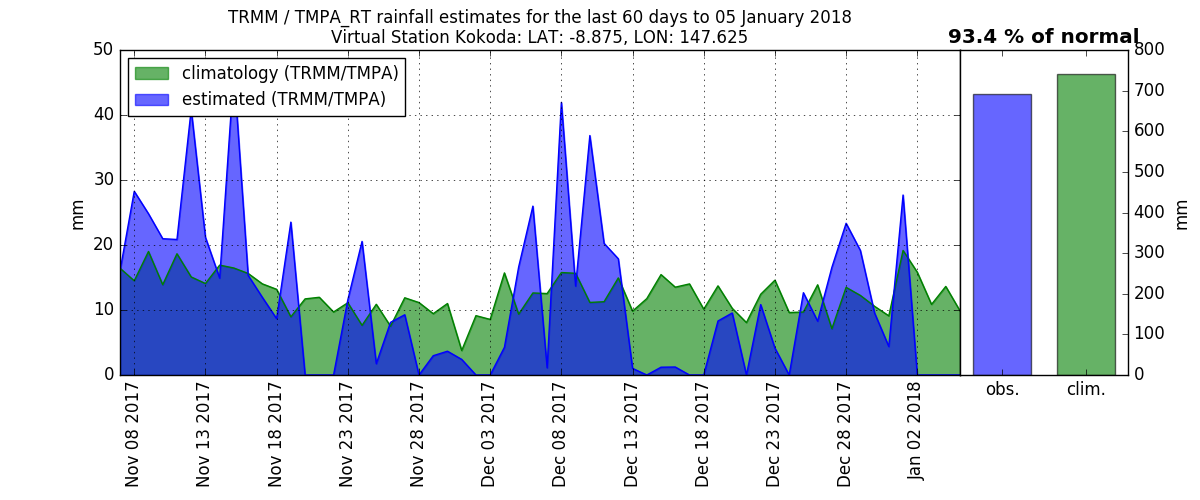 TRMM / TMPA_RT rainfall estimates for the last 60 days to 05 January 2018
Virtual Station Kokoda: LAT: -8.875, LON: 147.625
93.4 % of normal
climatology (TRMM/TMPA)
estimated (TRMM/TMPA)
50
40
30
20
10
0
mm
800
700
600
500
400
300
200
100
0
mm
Nov 08 2017
Nov 13 2017
Nov 18 2017
Nov 23 2017
Nov 28 2017
Dec 03 2017
Dec 08 2017
Dec 13 2017
Dec 18 2017
Dec 23 2017
Dec 28 2017
Jan 02 2018
obs.
clim.